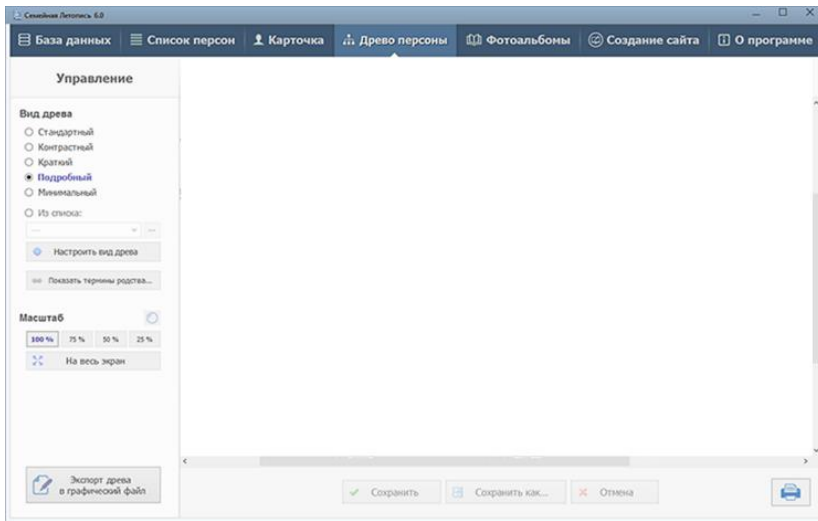 Семейная Летопись 6.0
База данных
Список персон
Карточка
Древо персоны
Фотоальбомы
Создание сайта
О программе
Управление
Вид древа
Стандартный
Контрастный
Краткий
Подробный
Минимальный
Из списка:
---
...
Настроить вид древа
Показать термины родства...
Масштаб
100 %
75 %
50 %
25 %
На весь экран
Экспорт древа
в графический файл
Сохранить
Сохранить как...
Отмена